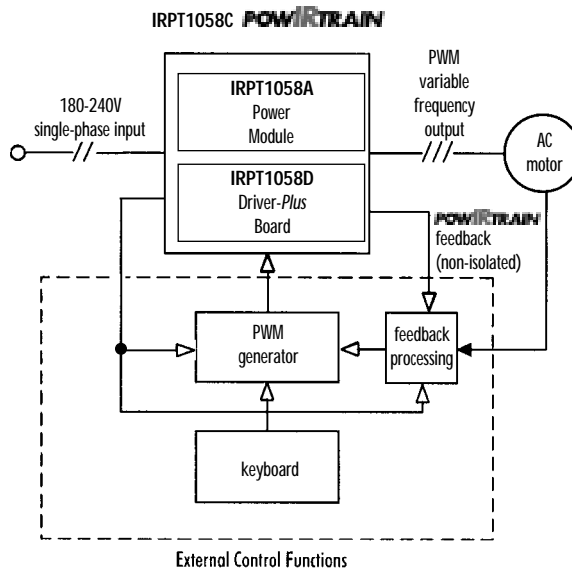 IRPT1058C POWIRTRAIN
IRPT1058A
Power
Module
180-240V
single-phase input
PWM
variable
frequency
output
AC
motor
IRPT1058D
Driver-Plus
Board
POWIRTRAIN
feedback
(non-isolated)
PWM
generator
feedback
processing
keyboard
External Control Functions